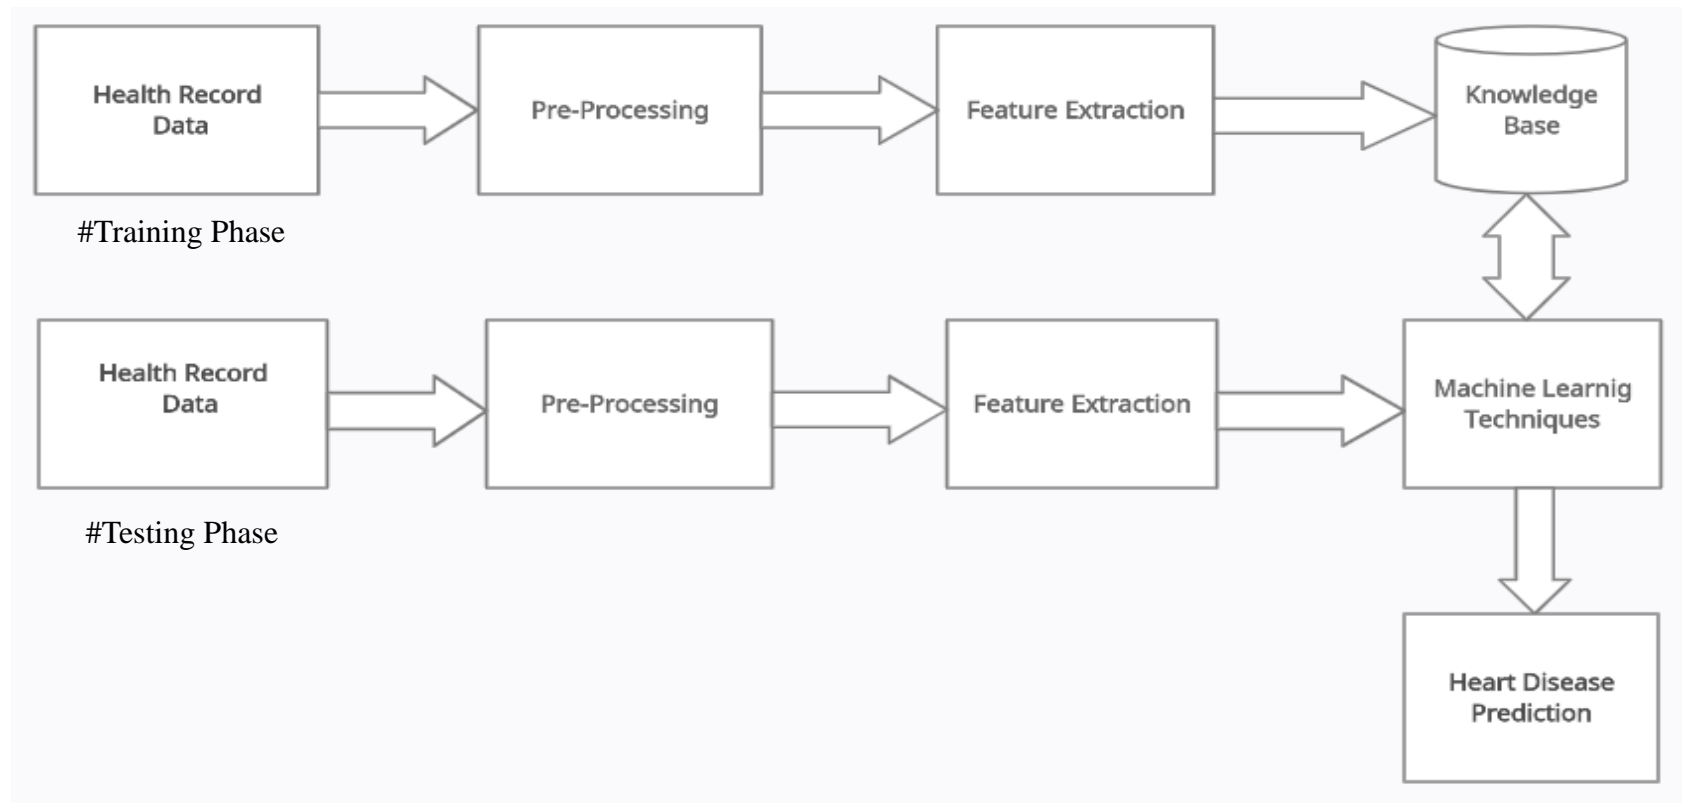 Health Record
Data
Pre-Processing
Feature Extraction
Knowledge
Base
#Training Phase
Health Record
Data
Pre-Processing
Feature Extraction
Machine Learnig
Techniques
#Testing Phase
Heart Disease
Prediction